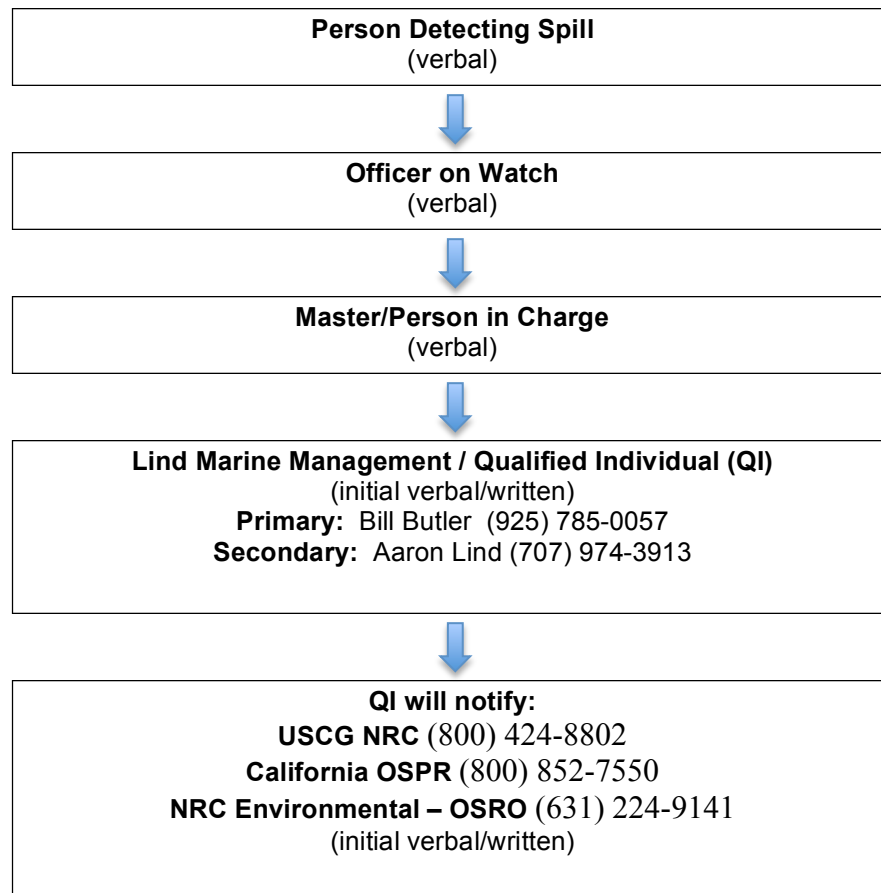 Person Detecting Spill
(verbal)
Officer on Watch
(verbal)
Master/Person in Charge
(verbal)
Lind Marine Management / Qualified Individual (QI)
(initial verbal/written)
Primary: Bill Butler (925) 785-0057
Secondary: Aaron Lind (707) 974-3913
QI will notify:
USCG NRC (800) 424-8802
California OSPR (800) 852-7550
NRC Environmental – OSRO (631) 224-9141
(initial verbal/written)